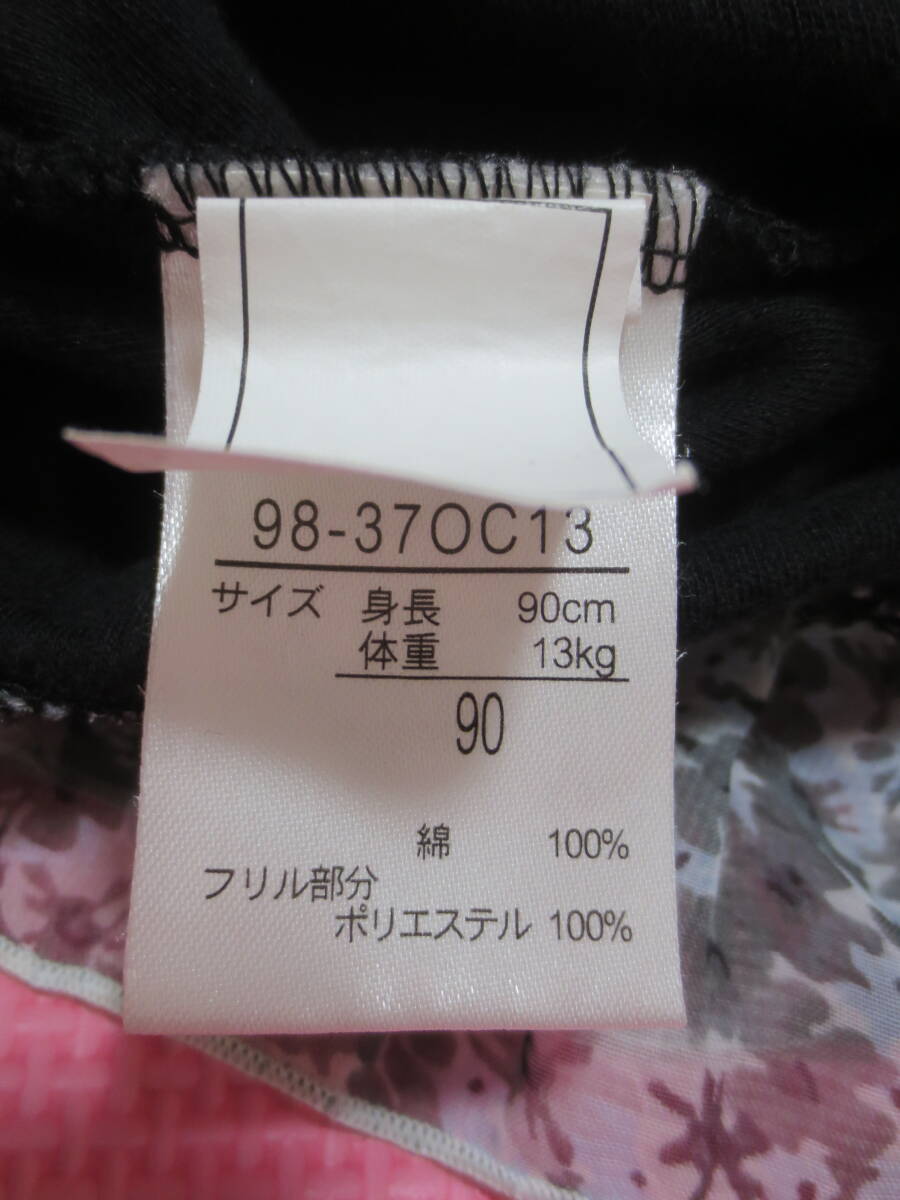 98-37OC13
サイズ 身長 90cm
体重 13kg
90
綿 100%
フリル部分
ポリエステル 100%